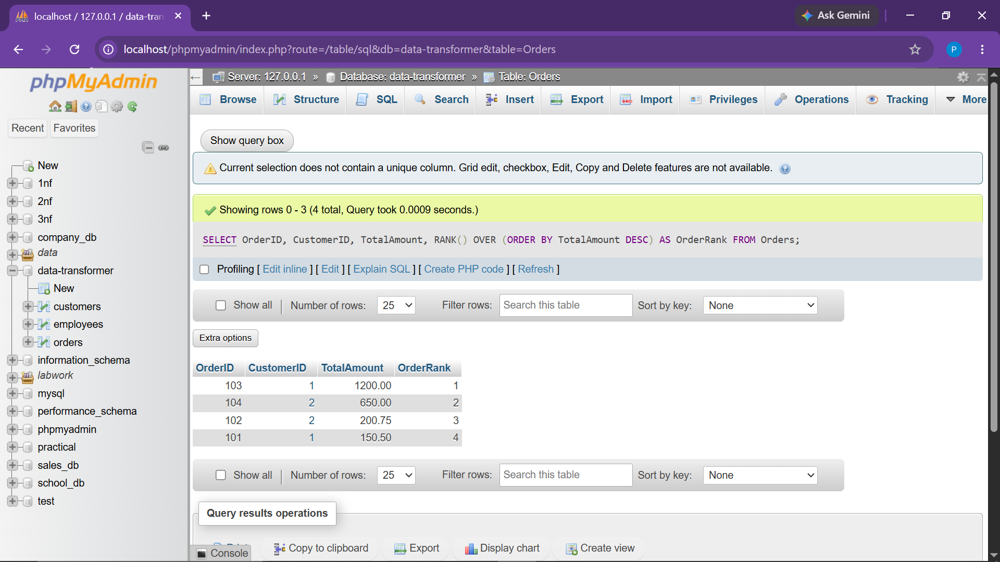 localhost / 127.0.0.1 / data-tran
Ask Gemini
localhost/phpmyadmin/index.php?route=/table/sql&db=data-transformer&table=Orders
P
phpMyAdmin
Recent
Favorites
New
1nf
2nf
3nf
company_db
data
data-transformer
New
customers
employees
orders
information_schema
labwork
mysql
performance_schema
phpmyadmin
practical
sales_db
school_db
test
Server: 127.0.0.1 » Database: data-transformer » Table: Orders
Browse Structure SQL Search Insert Export Import Privileges Operations Tracking More
Show query box
Current selection does not contain a unique column. Grid edit, checkbox, Edit, Copy and Delete features are not available.
Showing rows 0 - 3 (4 total, Query took 0.0009 seconds.)
SELECT OrderID, CustomerID, TotalAmount, RANK() OVER (ORDER BY TotalAmount DESC) AS OrderRank FROM Orders;
Profiling [ Edit inline ] [ Edit ] [ Explain SQL ] [ Create PHP code ] [ Refresh ]
Show all | Number of rows: 25 Filter rows: Search this table Sort by key: None
Extra options
OrderID CustomerID TotalAmount OrderRank
103 1 1200.00 1
104 2 650.00 2
102 2 200.75 3
101 1 150.50 4
Show all | Number of rows: 25 Filter rows: Search this table Sort by key: None
Query results operations
Copy to clipboard Export Display chart Create view
Console